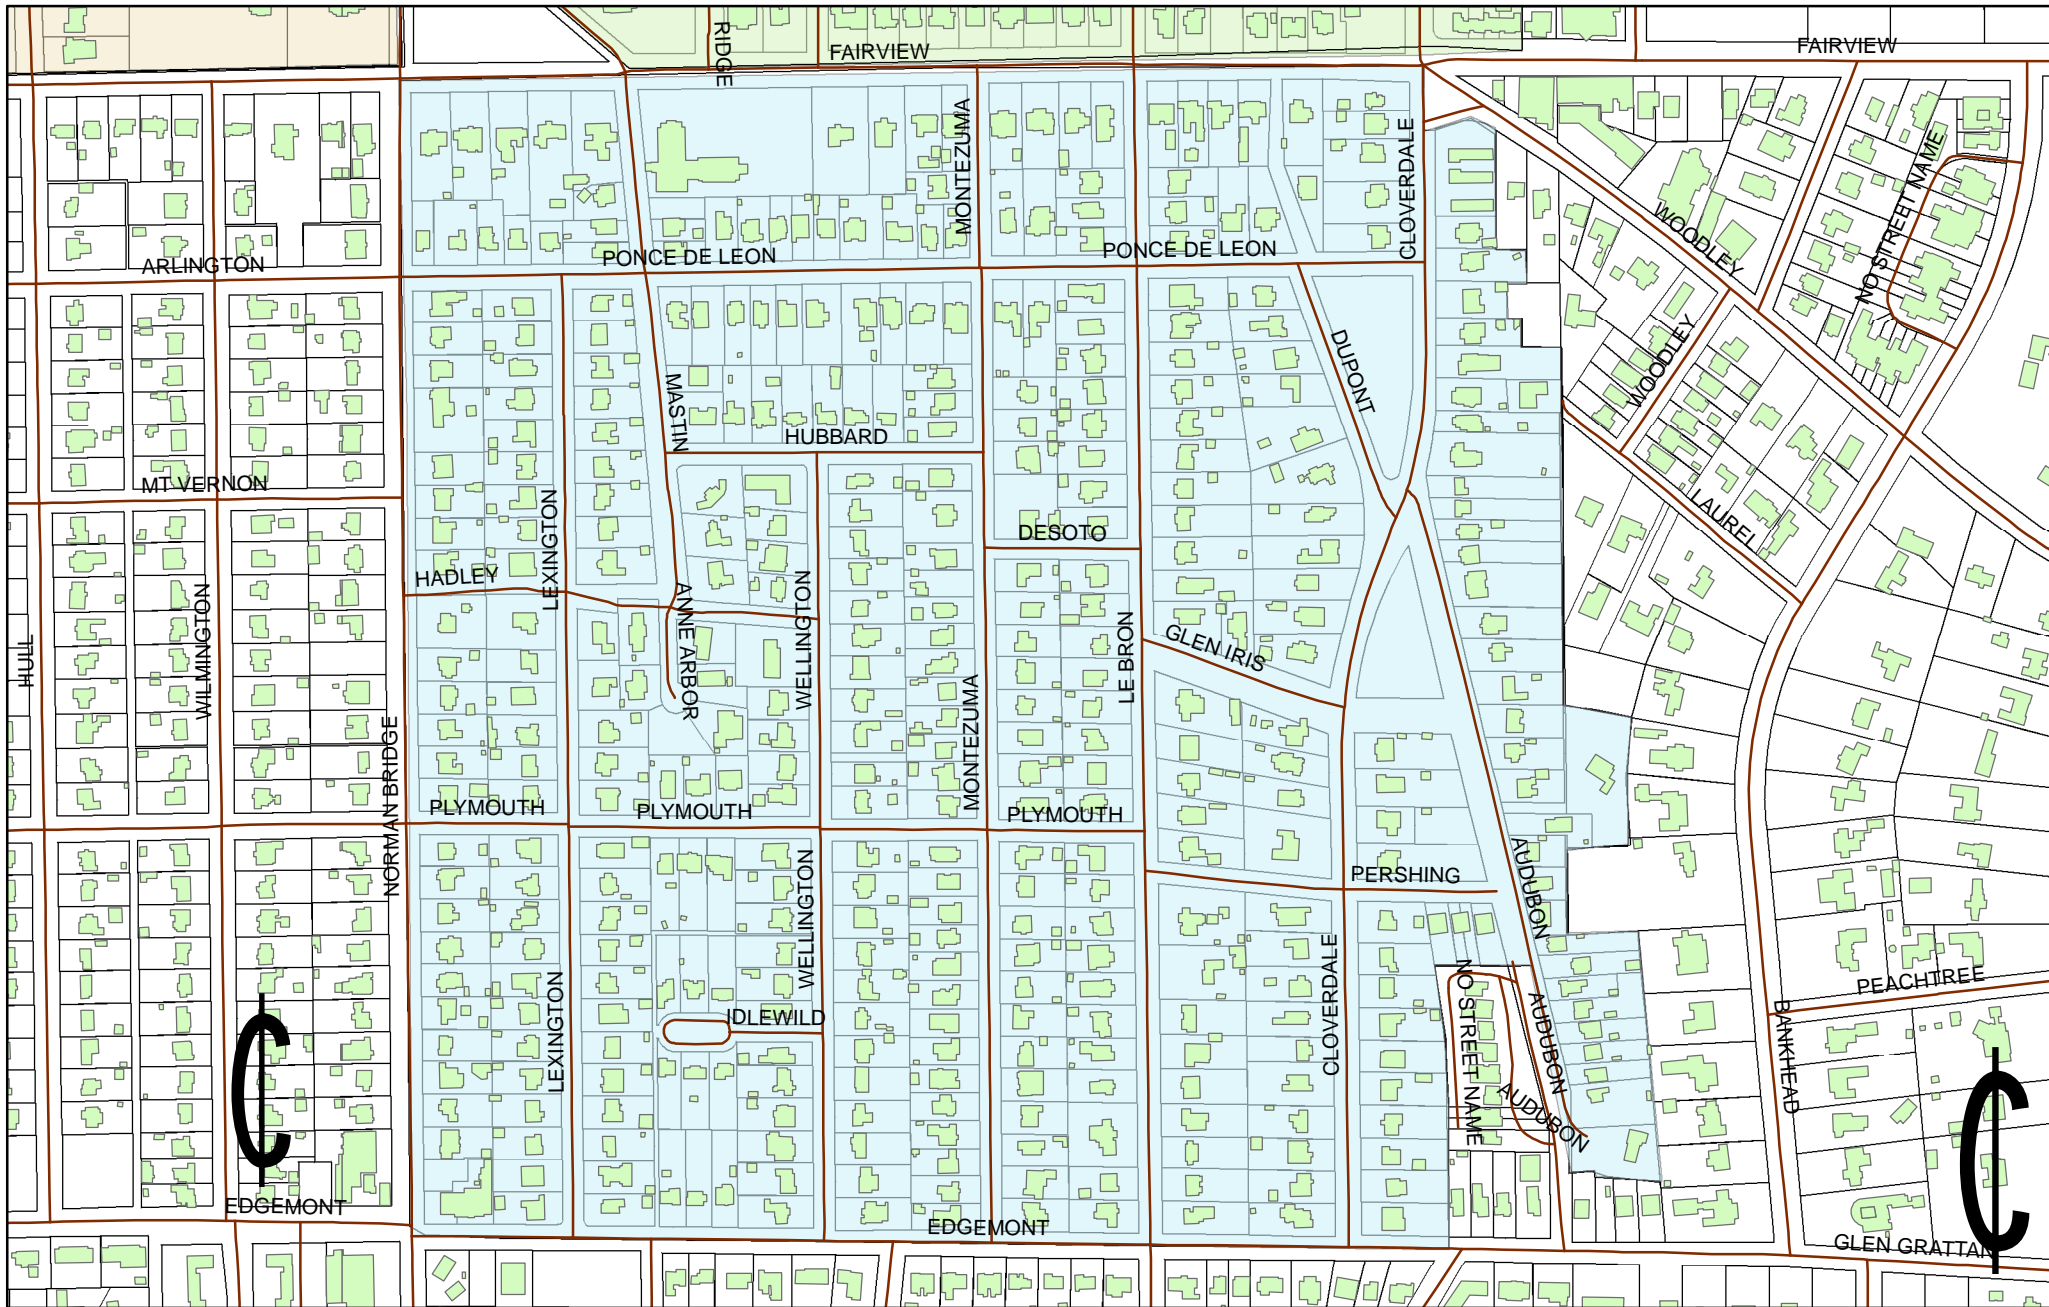 RIDGE
FAIRVIEW
FAIRVIEW
MONTEZUMA
CLOVERDALE
NO STREET NAME
WOODLEY
ARLINGTON
PONCE DE LEON
PONCE DE LEON
DUPONT
WOODLEY
MASTIN
HUBBARD
MT VERNON
LEXINGTON
DESOTO
LAUREL
HADLEY
HULL
WILMINGTON
ANNE ARBOR
WELLINGTON
LE BRON
GLEN IRIS
NORMAN BRIDGE
MONTEZUMA
PLYMOUTH
PLYMOUTH
PLYMOUTH
WELLINGTON
AUDUBON
PERSHING
LEXINGTON
IDLEWILD
CLOVERDALE
NO STREET NAME
AUDUBON
PEACHTREE
BANKHEAD
AUDUBON
EDGEMONT
EDGEMONT
GLEN GRATTAN